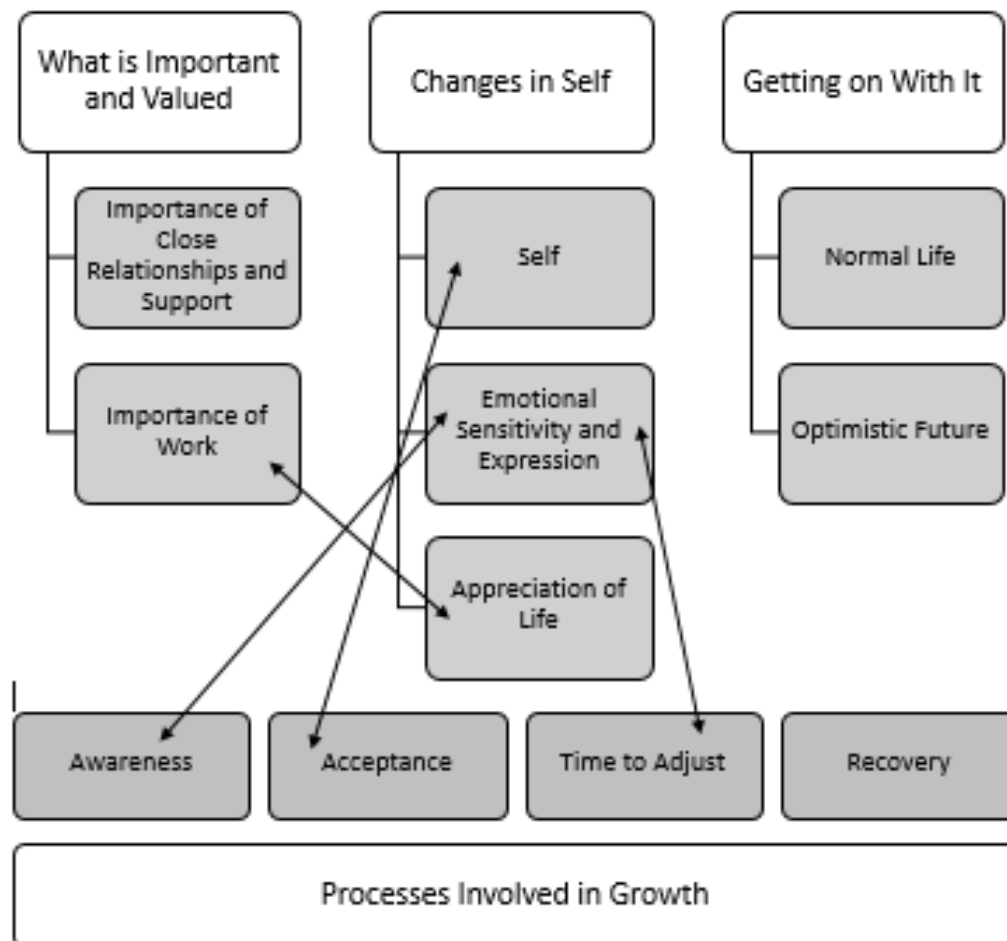 What is Important
and Valued
Importance of
Close
Relationships and
Support
Importance of
Work
Changes in Self
Self
Emotional
Sensitivity and
Expression
Appreciation of
Life
Getting on With It
Normal Life
Optimistic Future
Awareness
Acceptance
Time to Adjust
Recovery
Processes Involved in Growth